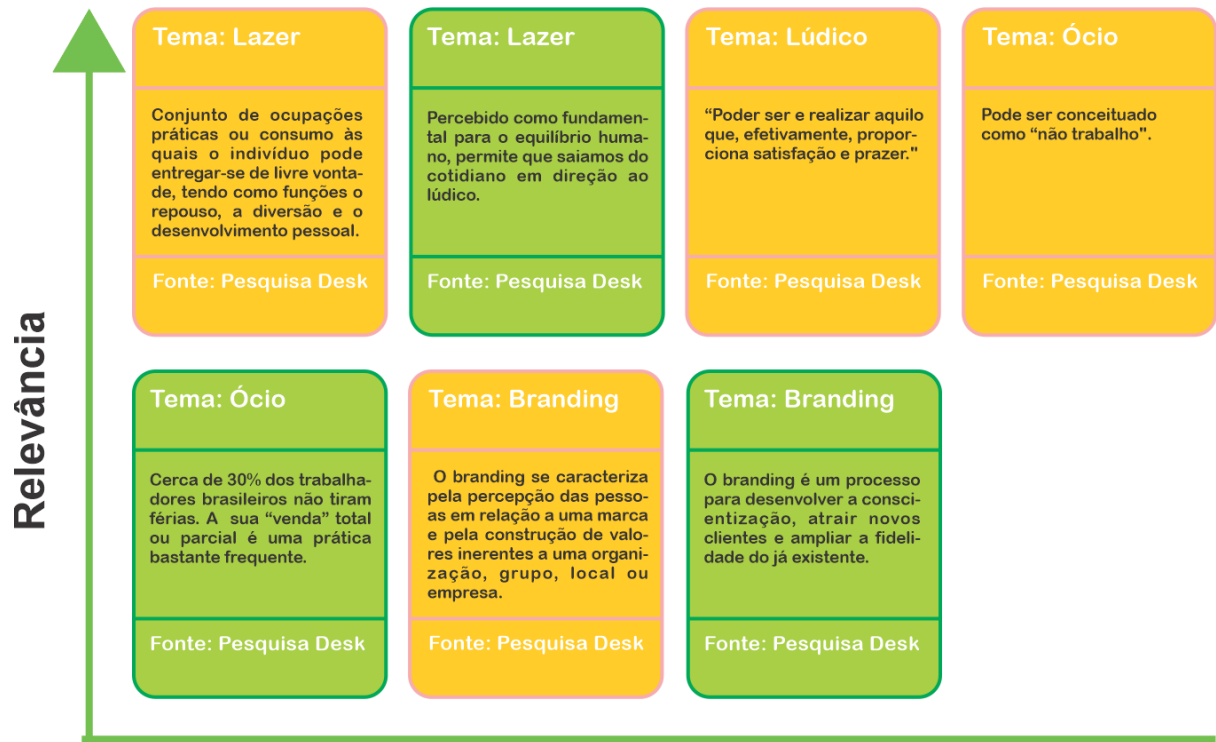 Relevância
Tema: Lazer
Conjunto de ocupações
práticas ou consumo às
quais o indivíduo pode
entregar-se de livre vonta-
de, tendo como funções o
repouso, a diversão e o
desenvolvimento pessoal.
Fonte: Pesquisa Desk
Tema: Lazer
Percebido como fundamen-
tal para o equilíbrio huma-
no, permite que saiamos do
cotidiano em direção ao
lúdico.
Fonte: Pesquisa Desk
Tema: Lúdico
“Poder ser e realizar aquilo
que, efetivamente, propor-
ciona satisfação e prazer."
Fonte: Pesquisa Desk
Tema: Ócio
Pode ser conceituado
como “não trabalho".
Fonte: Pesquisa Desk
Tema: Ócio
Cerca de 30% dos trabalha-
dores brasileiros não tiram
férias. A sua “venda” total
ou parcial é uma prática
bastante frequente.
Fonte: Pesquisa Desk
Tema: Branding
O branding se caracteriza
pela percepção das pesso-
as em relação a uma marca
e pela construção de valo-
res inerentes a uma organi-
zação, grupo, local ou
empresa.
Fonte: Pesquisa Desk
Tema: Branding
O branding é um processo
para desenvolver a consci-
entização, atrair novos
clientes e ampliar a fideli-
dade do já existente.
Fonte: Pesquisa Desk